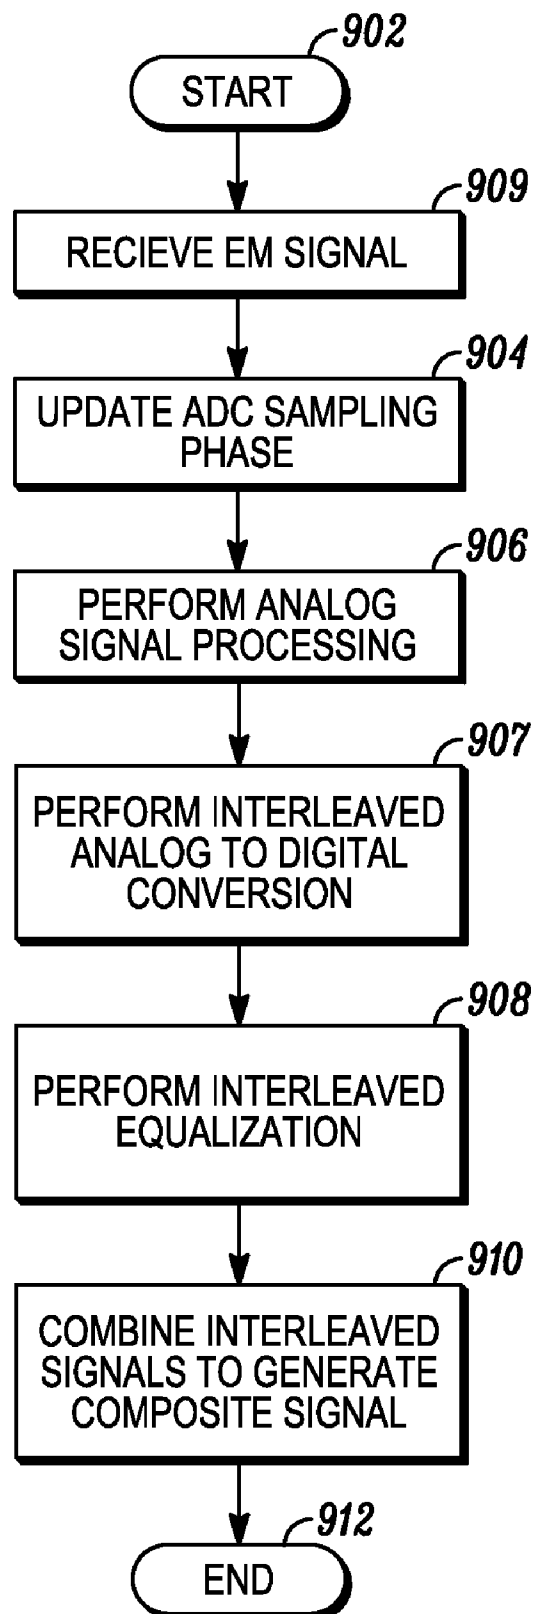 902
START
909
RECIEVE EM SIGNAL
904
UPDATE ADC SAMPLING
PHASE
906
PERFORM ANALOG
SIGNAL PROCESSING
907
PERFORM INTERLEAVED
ANALOG TO DIGITAL
CONVERSION
908
PERFORM INTERLEAVED
EQUALIZATION
910
COMBINE INTERLEAVED
SIGNALS TO GENERATE
COMPOSITE SIGNAL
912
END